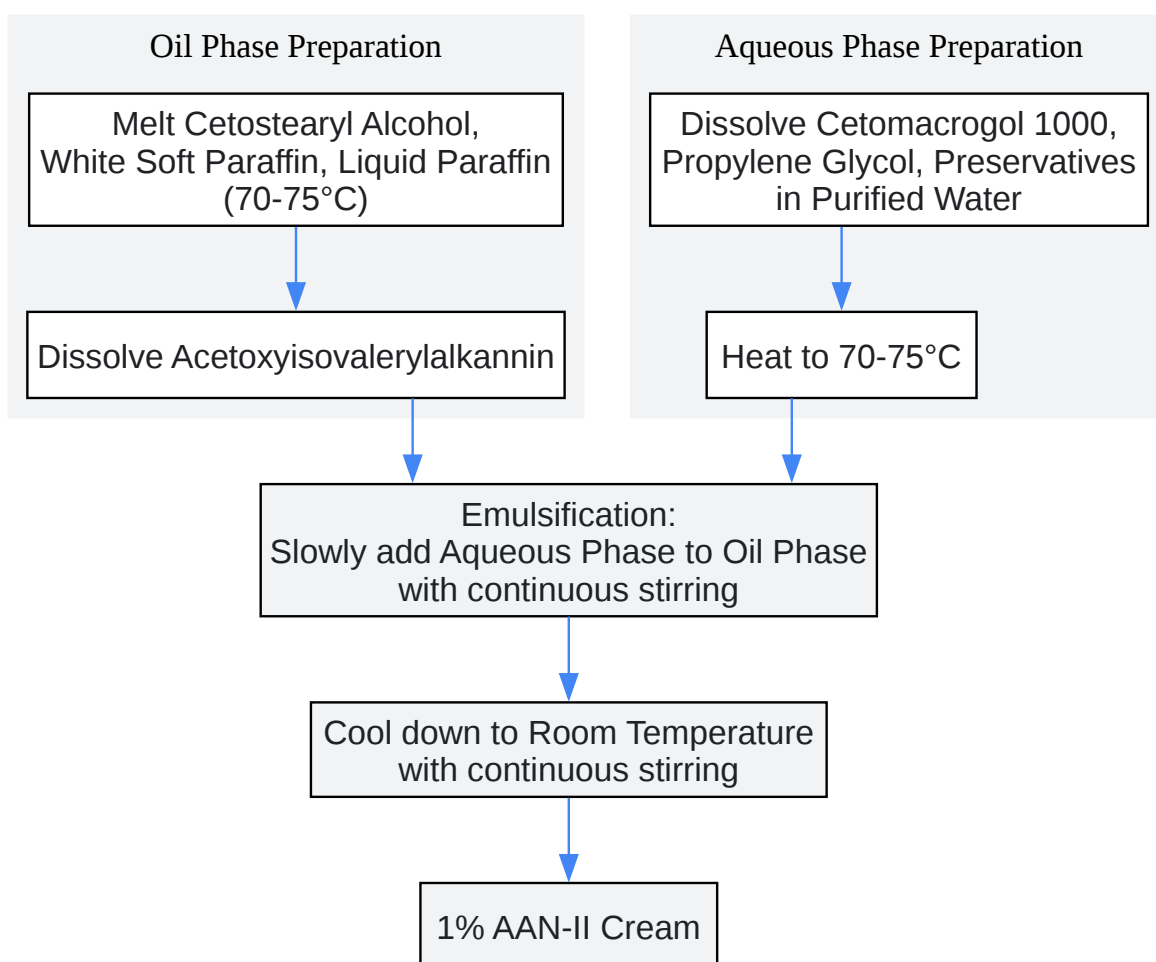 Oil Phase Preparation
Melt Cetostearyl Alcohol,
White Soft Paraffin, Liquid Paraffin
(70-75°C)
Dissolve Acetoxyisovalerylalkannin
Aqueous Phase Preparation
Dissolve Cetomacrogol 1000,
Propylene Glycol, Preservatives
in Purified Water
Heat to 70-75°C
Emulsification:
Slowly add Aqueous Phase to Oil Phase
with continuous stirring
Cool down to Room Temperature
with continuous stirring
1% AAN-II Cream